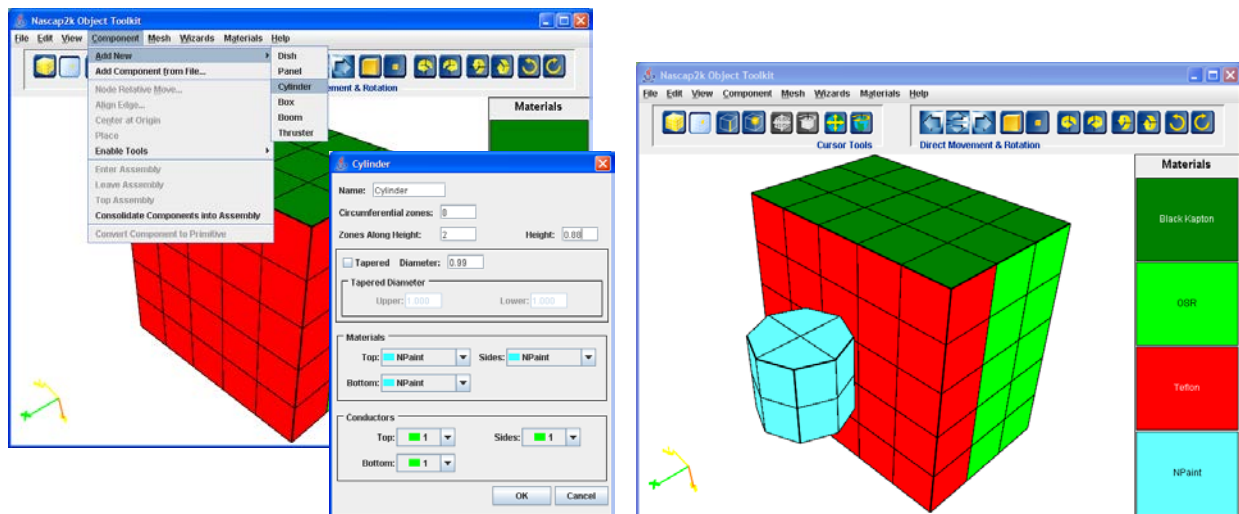 Nascap2k Object Toolkit
File Edit View Component Mesh Wizards Materials Help
Add New
Add Component from File...
Node Relative Move...
Align Edge...
Center at Origin
Place
Enable Tools
Enter Assembly
Leave Assembly
Top Assembly
Consolidate Components into Assembly
Convert Component to Primitive
Dish
Panel
Cylinder
Box
Boom
Thruster
ement & Rotation
Materials
Cylinder
Name: Cylinder
Circumferential zones: 8
Zones Along Height: 2 Height: 0.88
Tapered Diameter: 0.99
Tapered Diameter
Upper: 1.000 Lower: 1.000
Materials
Top: NPaint Sides: NPaint
Bottom: NPaint
Conductors
Top: 1 Sides: 1
Bottom: 1
OK Cancel
Nascap2k Object Toolkit
File Edit View Component Mesh Wizards Materials Help
Cursor Tools Direct Movement & Rotation
Materials
Black Kapton
OSR
Teflon
NPaint